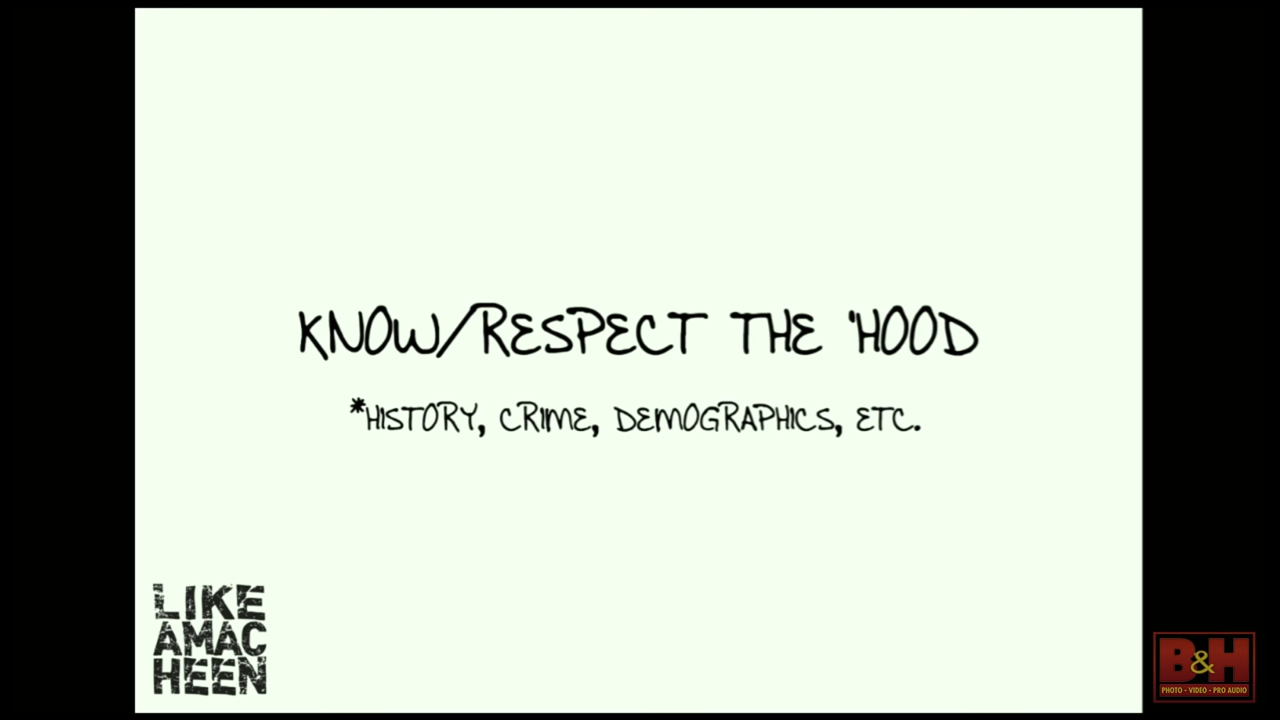 KNOW/RESPECT THE 'HOOD
*HISTORY, CRIME, DEMOGRAPHICS, ETC.
LIKE
AMAC
HEEN
B&H
PHOTO - VIDEO - PRO AUDIO